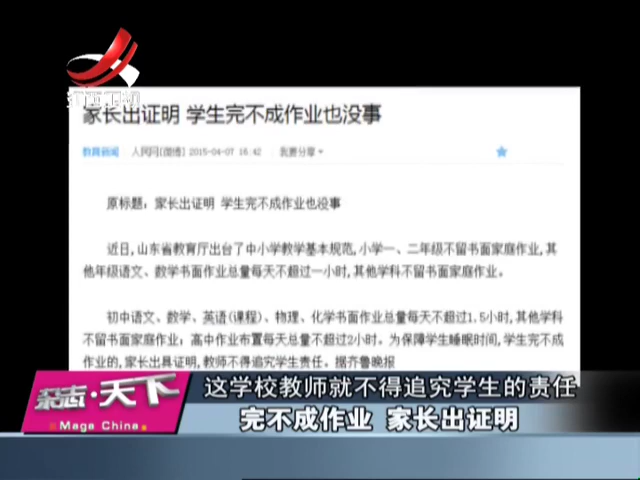 江西卫视
家长出证明 学生完不成作业也没事
教育新闻 人民网[微博] 2015-04-07 16:42 我要分享
原标题：家长出证明 学生完不成作业也没事
近日,山东省教育厅出台了中小学教学基本规范,小学一、二年级不留书面家庭作业,其
他年级语文、数学书面作业总量每天不超过一小时,其他学科不留书面家庭作业。
初中语文、数学、英语(课程)、物理、化学书面作业每天不超过1.5小时,其他学科
不留书面家庭作业；高中作业布置每天总量不超过2小时。为保障学生睡眠时间,学生完不成
作业的,家长出具证明,教师不得追究学生责任。据齐鲁晚报
这学校教师就不得追究学生的责任
杂志·天下
Maga China
完不成作业 家长出证明